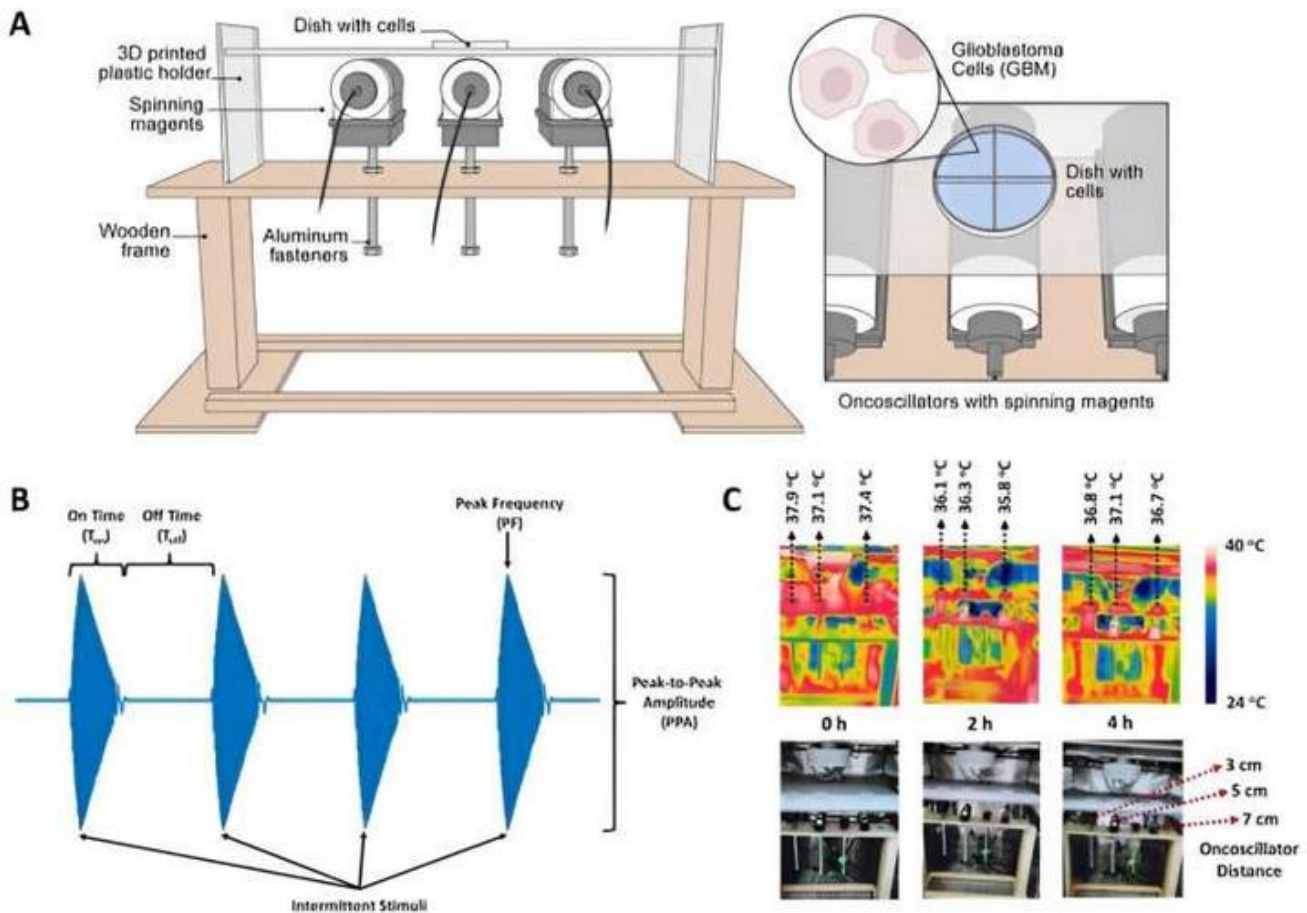 A
Dish with cells
3D printed
plastic holder
Spinning
magents
Wooden
frame
Aluminum
fasteners
Glioblastoma
Cells (GBM)
Dish with
cells
Oncoscillators with spinning magents
B
On Time
(Ton)
Off Time
(Toff)
Peak Frequency
(PF)
Peak-to-Peak
Amplitude
(PPA)
Intermittent Stimuli
C
37.9 °C
37.1 °C
37.4 °C
36.1 °C
36.3 °C
35.8 °C
36.8 °C
37.1 °C
36.7 °C
40 °C
24 °C
0 h
2 h
4 h
3 cm
5 cm
7 cm
Oncoscillator
Distance